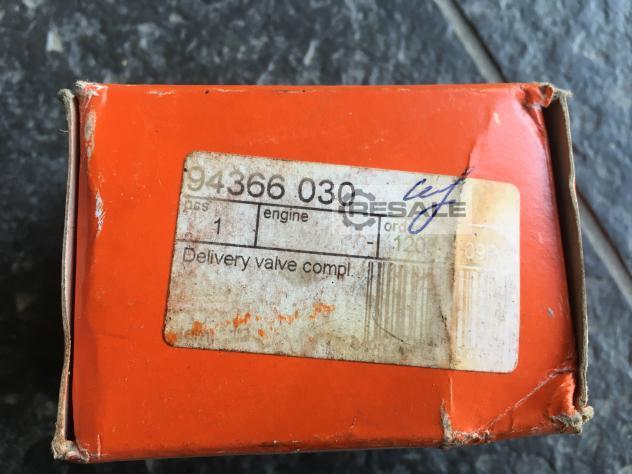 94366 030
RESALE
pcs
engine
1
-
Delivery valve compl.